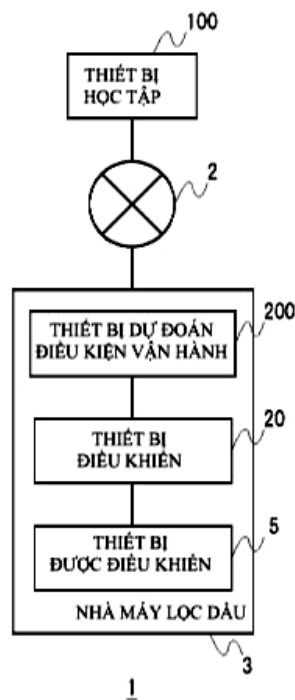 100
THIẾT BỊ
HỌC TẬP
2
200
THIẾT BỊ DỰ ĐOÁN
ĐIỀU KIỆN VẬN HÀNH
20
THIẾT BỊ
ĐIỀU KHIỂN
5
THIẾT BỊ
ĐƯỢC ĐIỀU KHIỂN
NHÀ MÁY LỌC DẦU
3
1